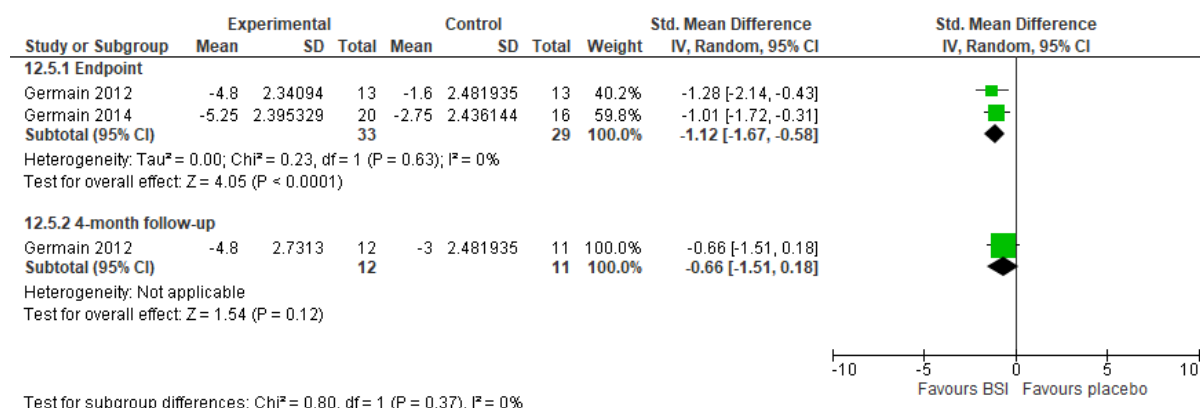 Experimental Control Std. Mean Difference Std. Mean Difference
Study or Subgroup Mean SD Total Mean SD Total Weight IV, Random, 95% CI IV, Random, 95% CI
12.5.1 Endpoint
Germain 2012 -4.8 2.34094 13 -1.6 2.481935 13 40.2% -1.28 [-2.14, -0.43]
Germain 2014 -5.25 2.395329 20 -2.75 2.436144 16 59.8% -1.01 [-1.72, -0.31]
Subtotal (95% CI) 33 29 100.0% -1.12 [-1.67, -0.58]
Heterogeneity: Tau² = 0.00; Chi² = 0.23, df = 1 (P = 0.63); I² = 0%
Test for overall effect: Z = 4.05 (P < 0.0001)
12.5.2 4-month follow-up
Germain 2012 -4.8 2.7313 12 -3 2.481935 11 100.0% -0.66 [-1.51, 0.18]
Subtotal (95% CI) 12 11 100.0% -0.66 [-1.51, 0.18]
Heterogeneity: Not applicable
Test for overall effect: Z = 1.54 (P = 0.12)
-10 -5 0 5 10
Favours BSI Favours placebo
Test for subgroup differences: Chi² = 0.80, df = 1 (P = 0.37), I² = 0%